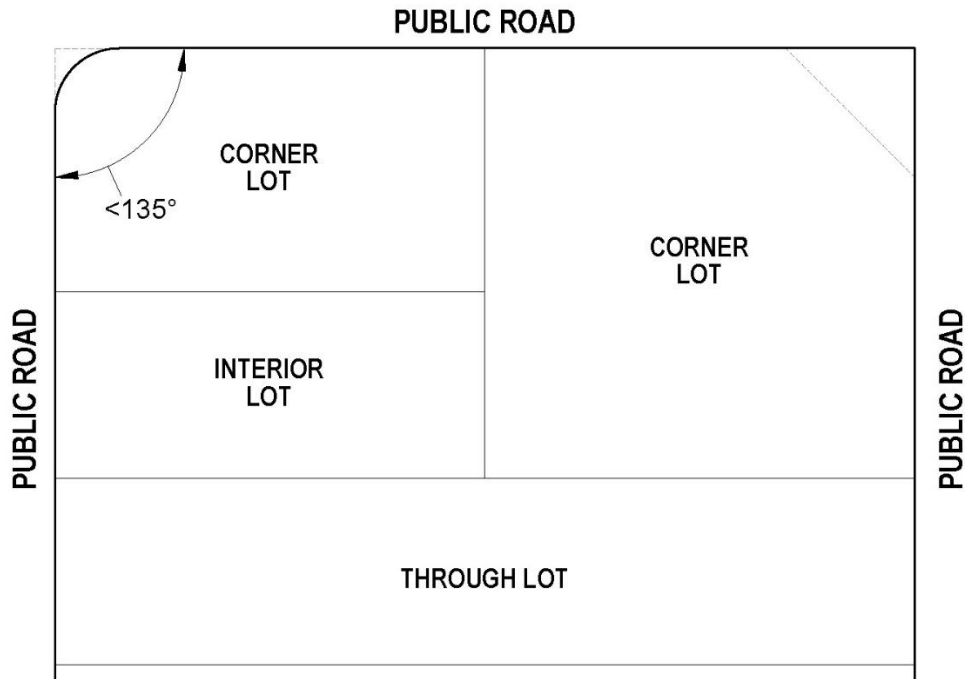 PUBLIC ROAD
CORNER
LOT
<135°
CORNER
LOT
PUBLIC ROAD
INTERIOR
LOT
PUBLIC ROAD
THROUGH LOT